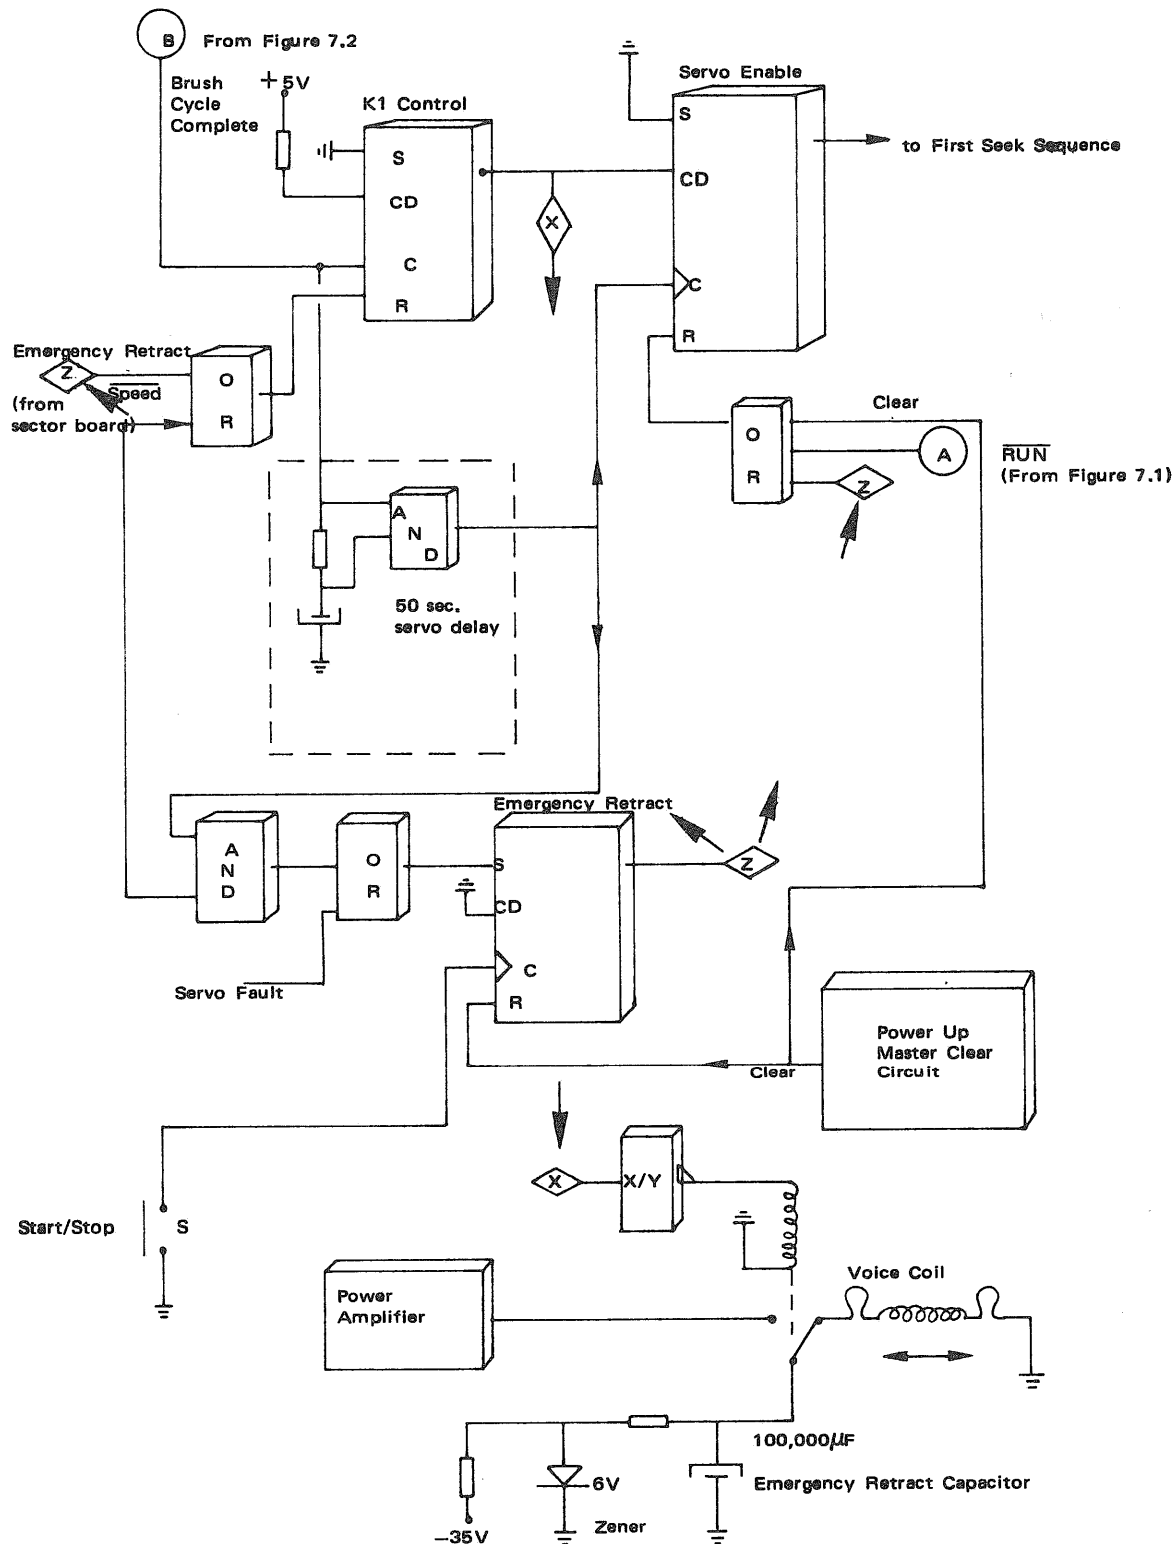 B From Figure 7.2
Brush
Cycle
Complete
+5V
K1 Control
S
CD
C
R
Servo Enable
S
CD
C
R
to First Seek Sequence
X
Emergency Retract
Z
Speed
(from
sector board)
O
R
Clear
O
R
A
RUN
(From Figure 7.1)
Z
A
N
D
50 sec.
servo delay
A
N
D
O
R
Servo Fault
Emergency Retract
S
CD
C
R
Z
Clear
Power Up
Master Clear
Circuit
X
X/Y
Start/Stop
S
Power
Amplifier
Voice Coil
100,000µF
Emergency Retract Capacitor
6V
Zener
−35V